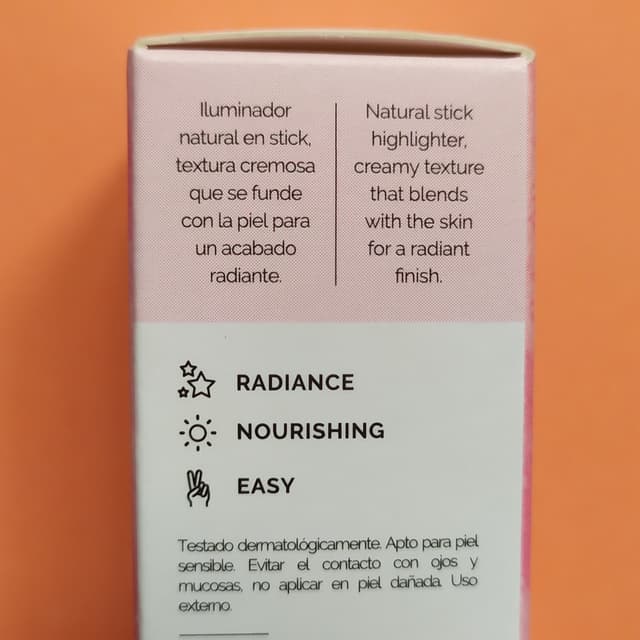 Iluminador
natural en stick,
textura cremosa
que se funde
con la piel para
un acabado
radiante.
Natural stick
highlighter,
creamy texture
that blends
with the skin
for a radiant
finish.
RADIANCE
NOURISHING
EASY
Testado dermatológicamente. Apto para piel
sensible. Evitar el contacto con ojos y
mucosas, no aplicar en piel dañada. Uso
externo.